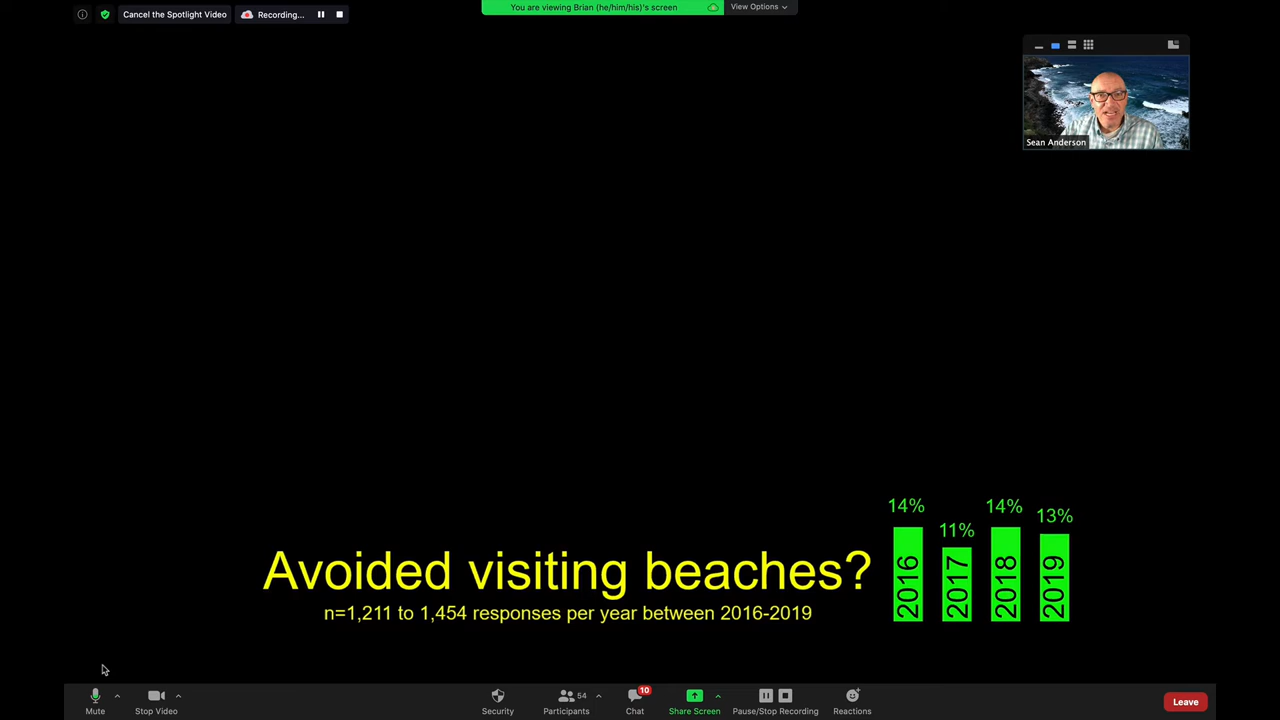 Cancel the Spotlight Video
Recording...
You are viewing Brian (he/him/his)'s screen
View Options
Sean Anderson
14%
11%
14%
13%
Avoided visiting beaches?
n=1,211 to 1,454 responses per year between 2016-2019
2016
2017
2018
2019
Mute
Stop Video
Security
54
Participants
10
Chat
Share Screen
Pause/Stop Recording
Reactions
Leave